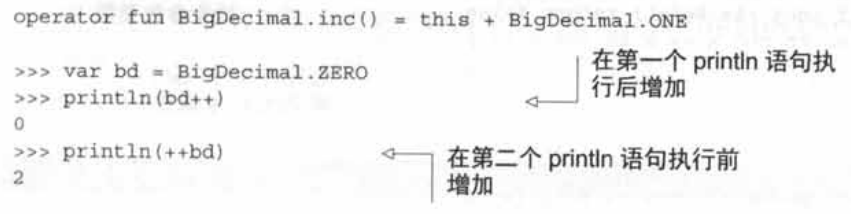 operator fun BigDecimal.inc() = this + BigDecimal.ONE
>>> var bd = BigDecimal.ZERO
>>> println(bd++)
在第一个 println 语句执
行后增加
0
>>> println(++bd)
在第二个 println 语句执行前
增加
2